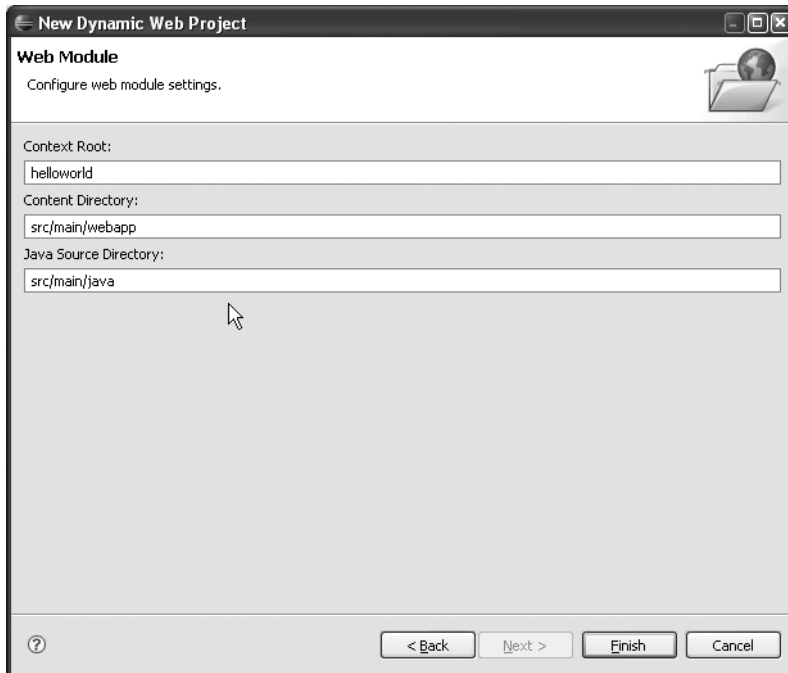 New Dynamic Web Project
Web Module
Configure web module settings.
Context Root:
helloworld
Content Directory:
src/main/webapp
Java Source Directory:
src/main/java
?
< Back
Next >
Finish
Cancel